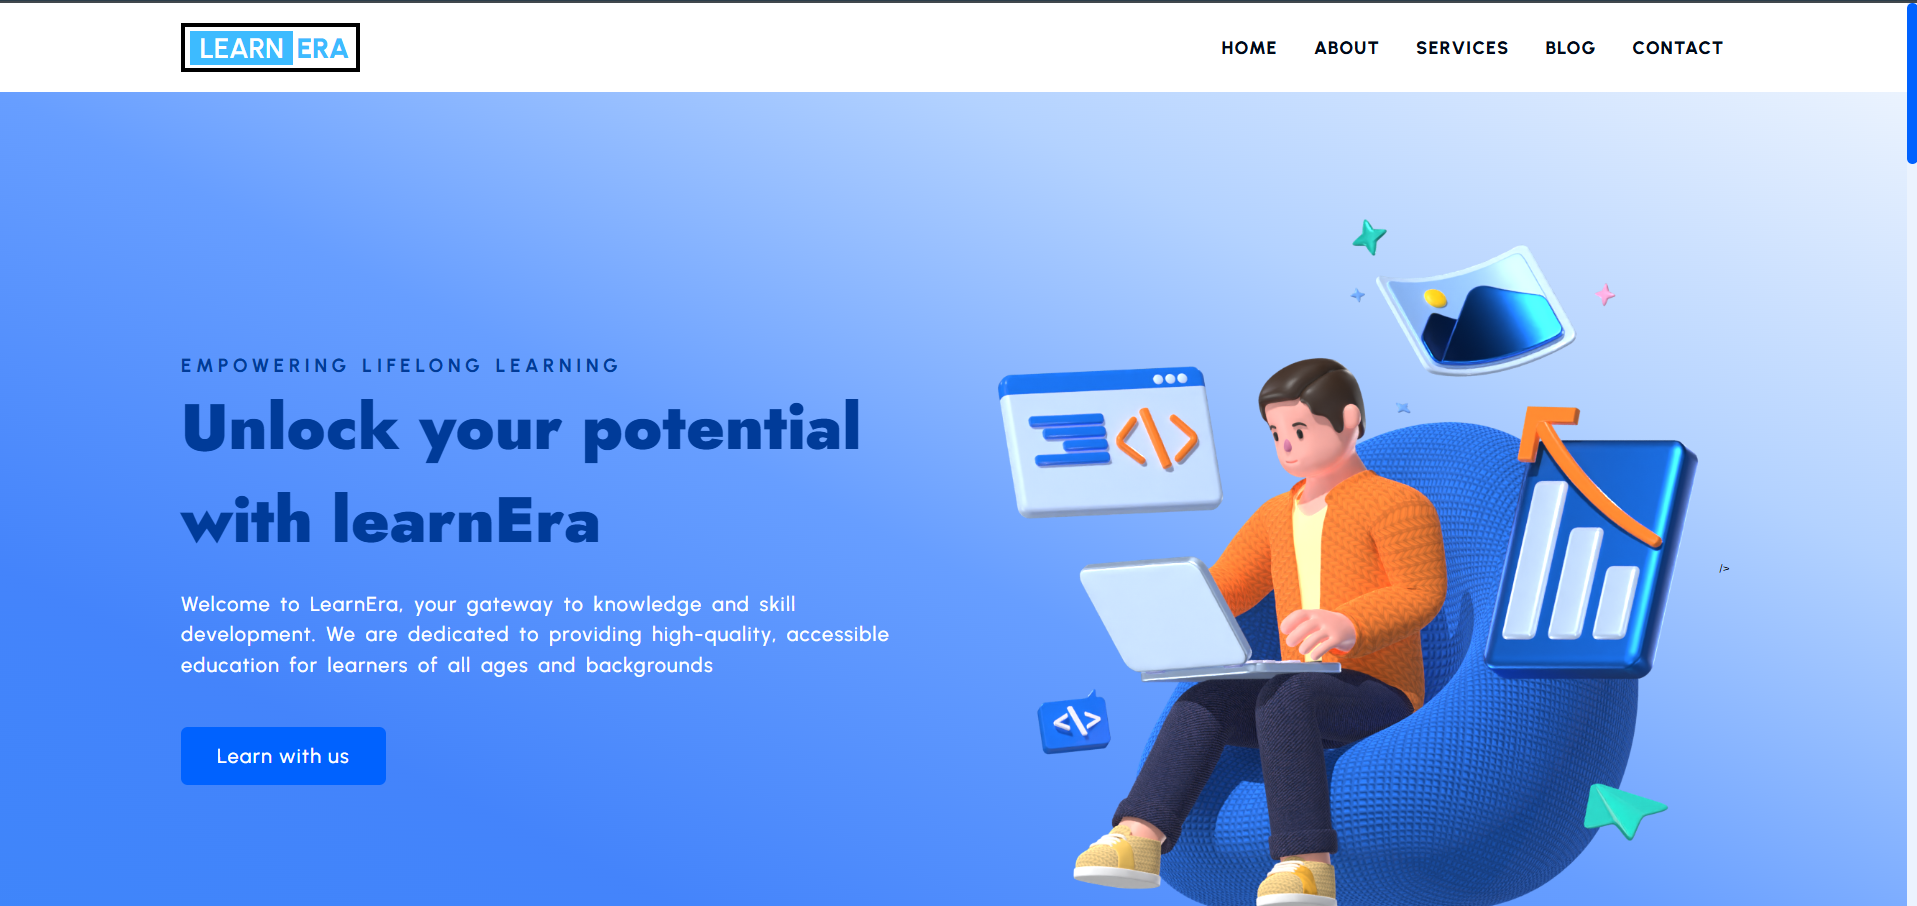 LEARN ERA
HOME ABOUT SERVICES BLOG CONTACT
EMPOWERING LIFELONG LEARNING
Unlock your potential
with learnEra
Welcome to LearnEra, your gateway to knowledge and skill
development. We are dedicated to providing high-quality, accessible
education for learners of all ages and backgrounds
Learn with us
<\>
<\>
/>